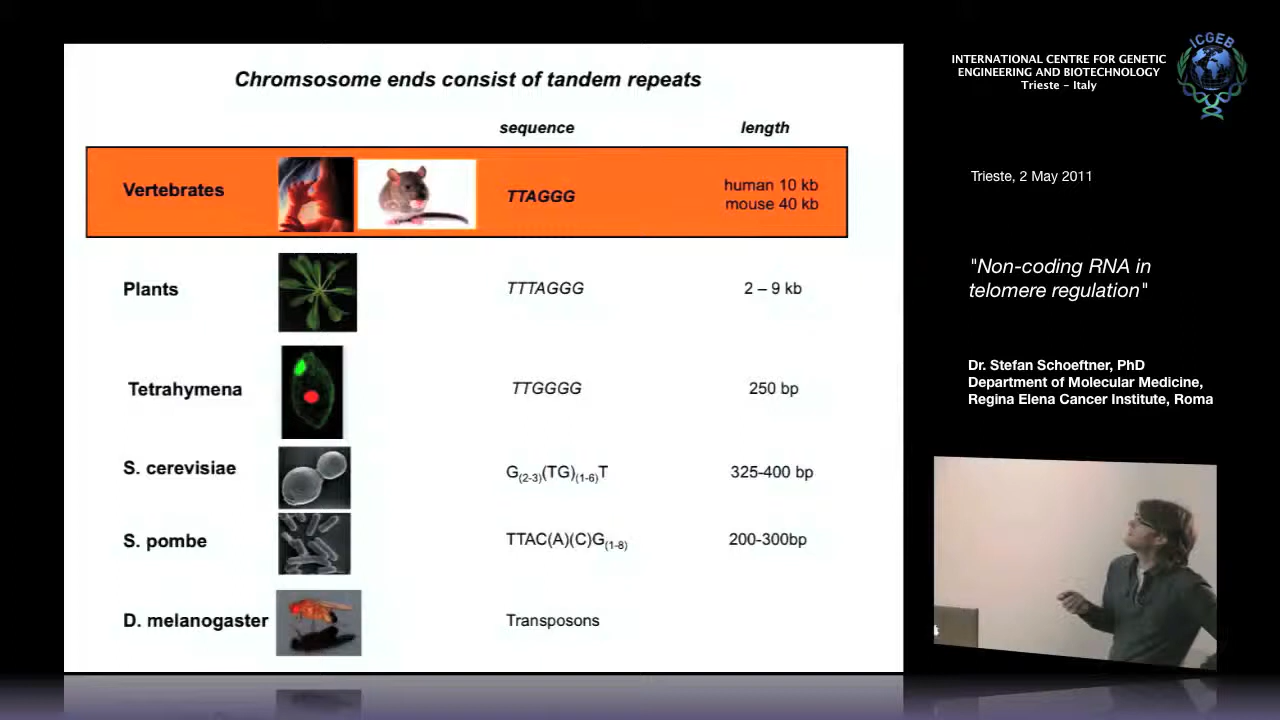 Chromsosome ends consist of tandem repeats
sequence length
Vertebrates TTAGGG human 10 kb
mouse 40 kb
Plants TTTAGGG 2 – 9 kb
Tetrahymena TTGGGG 250 bp
S. cerevisiae G(2-3)(TG)(1-6)T 325-400 bp
S. pombe TTAC(A)(C)G(1-8) 200-300bp
D. melanogaster Transposons
INTERNATIONAL CENTRE FOR GENETIC
ENGINEERING AND BIOTECHNOLOGY
Trieste - Italy
ICGEB
Trieste, 2 May 2011
"Non-coding RNA in
telomere regulation"
Dr. Stefan Schoeftner, PhD
Department of Molecular Medicine,
Regina Elena Cancer Institute, Roma